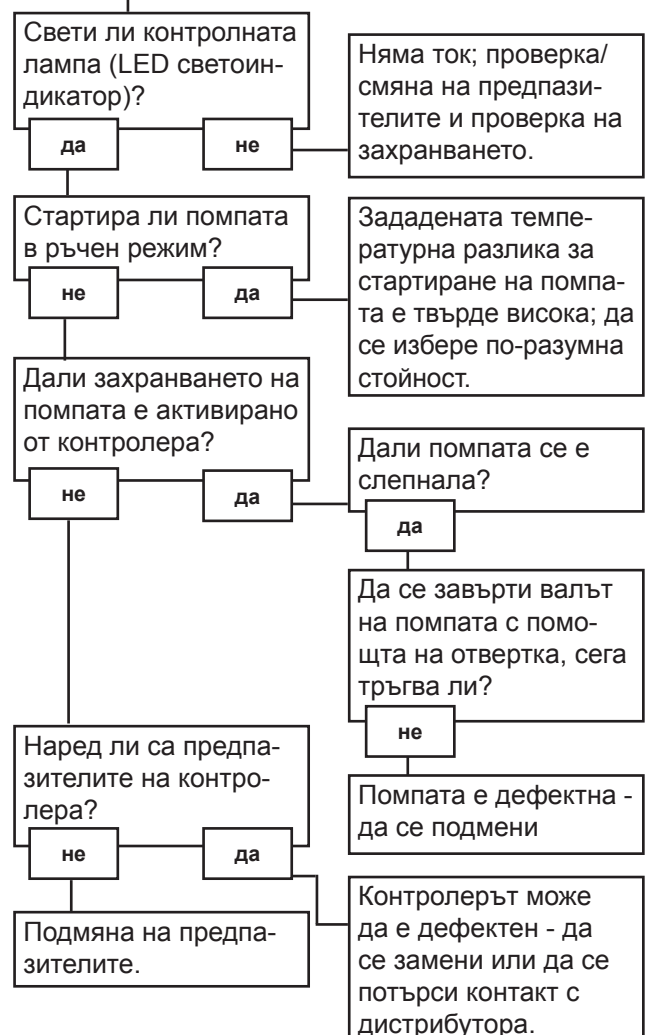 Свети ли контролната
лампа (LED светоин-
дикатор)?
да
не
Няма ток; проверка/
смяна на предпази-
телите и проверка на
захранването.
Стартира ли помпата
в ръчен режим?
не
да
Зададената темпе-
ратурна разлика за
стартиране на помпа-
та е твърде висока; да
се избере по-разумна
стойност.
Дали захранването на
помпата е активирано
от контролера?
не
да
Дали помпата се е
слепнала?
да
Да се завърти валът
на помпата с помо-
щта на отвертка, сега
тръгва ли?
не
Помпата е дефектна -
да се подмени
Наред ли са предпа-
зителите на контро-
лера?
не
да
Подмяна на предпа-
зителите.
Контролерът може
да е дефектен - да
се замени или да се
потърси контакт с
дистрибутора.